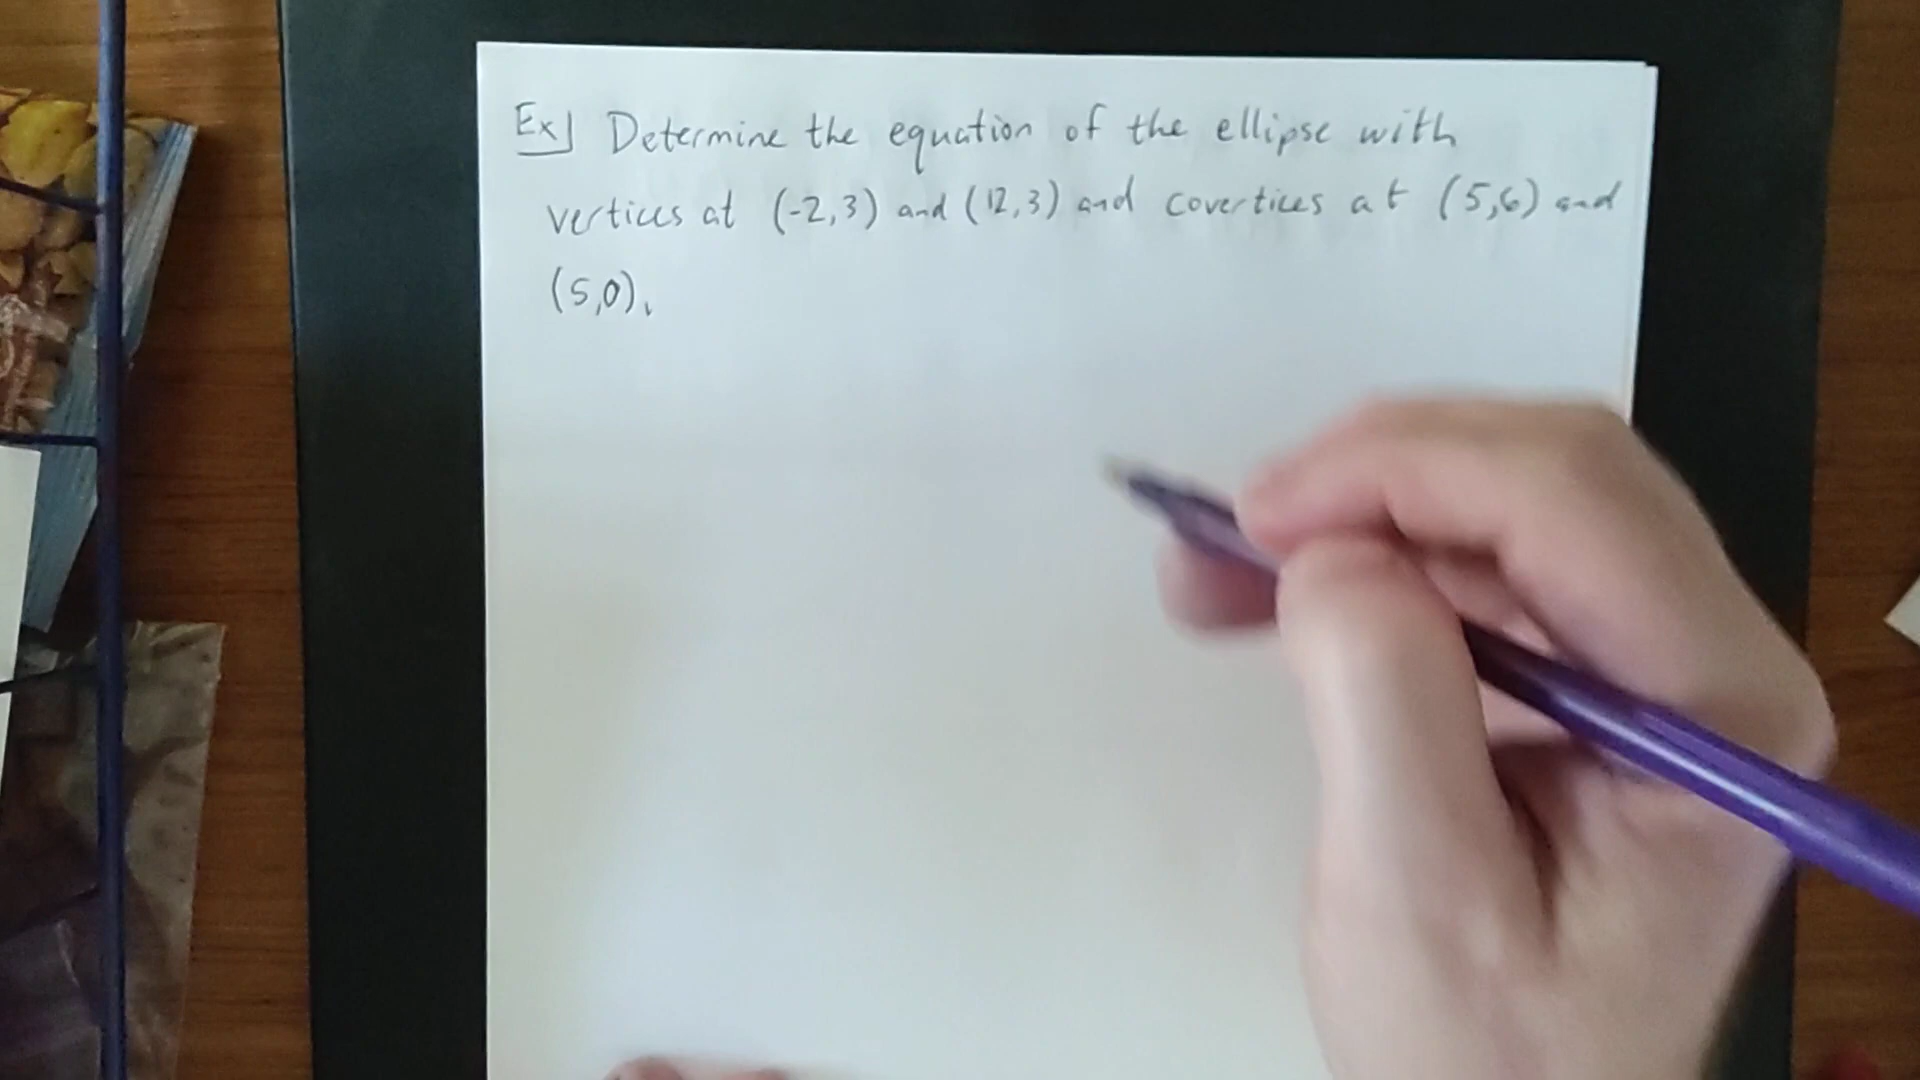 Ex] Determine the equation of the ellipse with
vertices at (-2,3) and (12,3) and covertices at (5,6) and
(5,0).